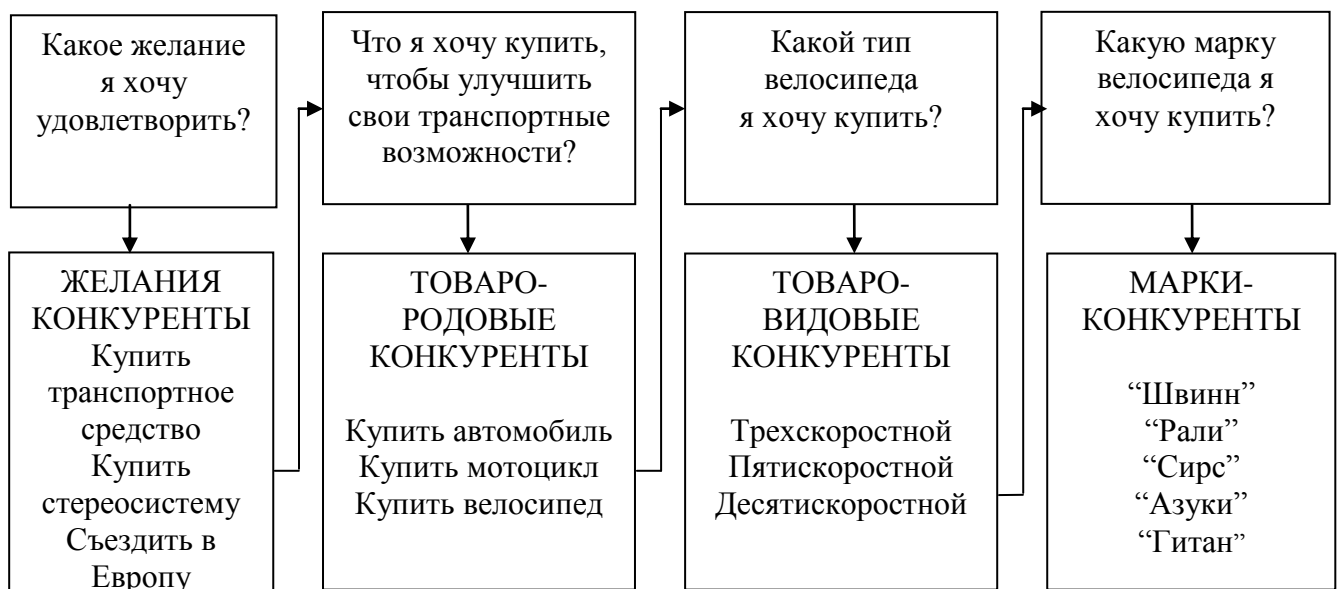 Какое желание
я хочу
удовлетворить?
Что я хочу купить,
чтобы улучшить
свои транспортные
возможности?
Какой тип
велосипеда
я хочу купить?
Какую марку
велосипеда я
хочу купить?
ЖЕЛАНИЯ
КОНКУРЕНТЫ
Купить
транспортное
средство
Купить
стереосистему
Съездить в
Европу
ТОВАРО-
РОДОВЫЕ
КОНКУРЕНТЫ
Купить автомобиль
Купить мотоцикл
Купить велосипед
ТОВАРО-
ВИДОВЫЕ
КОНКУРЕНТЫ
Трехскоростной
Пятискоростной
Десятискоростной
МАРКИ-
КОНКУРЕНТЫ
“Швинн”
“Рали”
“Сирс”
“Азуки”
“Гитан”